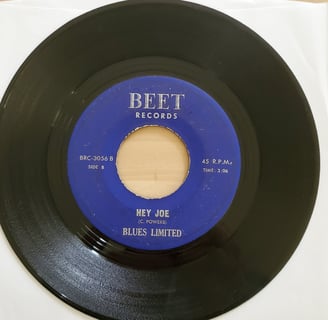 BEET
RECORDS
BRC-3056 B
SIDE B
45 R.P.M.
TIME: 3:06
HEY JOE
(C. POWERS)
BLUES LIMITED